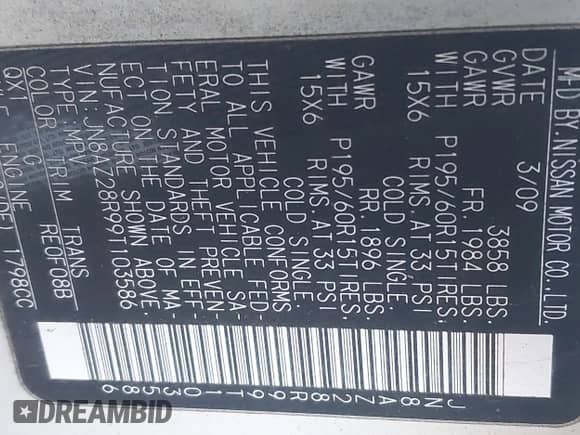 M'D BY.NISSAN MOTOR CO.,LTD.
DATE 3/09
GVWR 3858 LBS.
GAWR FR.1984 LBS.
WITH P195/60R15TIRES:
15X6 RIMS.AT 33 PSI
COLD SINGLE.
GAWR RR.1896 LBS.
WITH P195/60R15TIRES:
15X6 RIMS.AT 33 PSI
COLD SINGLE.
THIS VEHICLE CONFORMS
TO ALL APPLICABLE FED-
ERAL MOTOR VEHICLE SA-
FETY AND THEFT PREVEN-
TION STANDARDS IN EFF-
ECT ON THE DATE OF MA-
NUFACTURE SHOWN ABOVE.
VIN:JN8AZ28R99T103586
TYPE:MPV
COLOR TRIM TRANS
QX1 G RE0F08B
ENGINE 1798CC
JN8AZ28R99T103586
DREAMBID